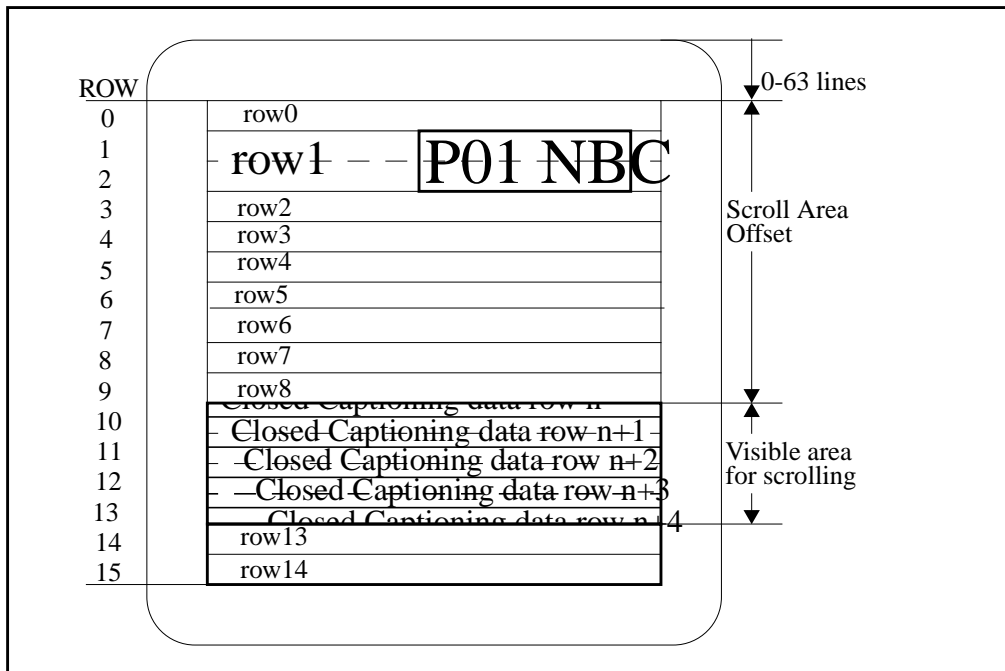 0-63 lines
ROW
0 row0
1
row1 P01 NBC
2
3 row2
Scroll Area
Offset
4 row3
5 row4
6 row5
7 row6
8 row7
9 row8
Closed Captioning data row n
10
Closed Captioning data row n+1
11
Closed Captioning data row n+2
Visible area
for scrolling
12
Closed Captioning data row n+3
13
Closed Captioning data row n+4
14 row13
15 row14